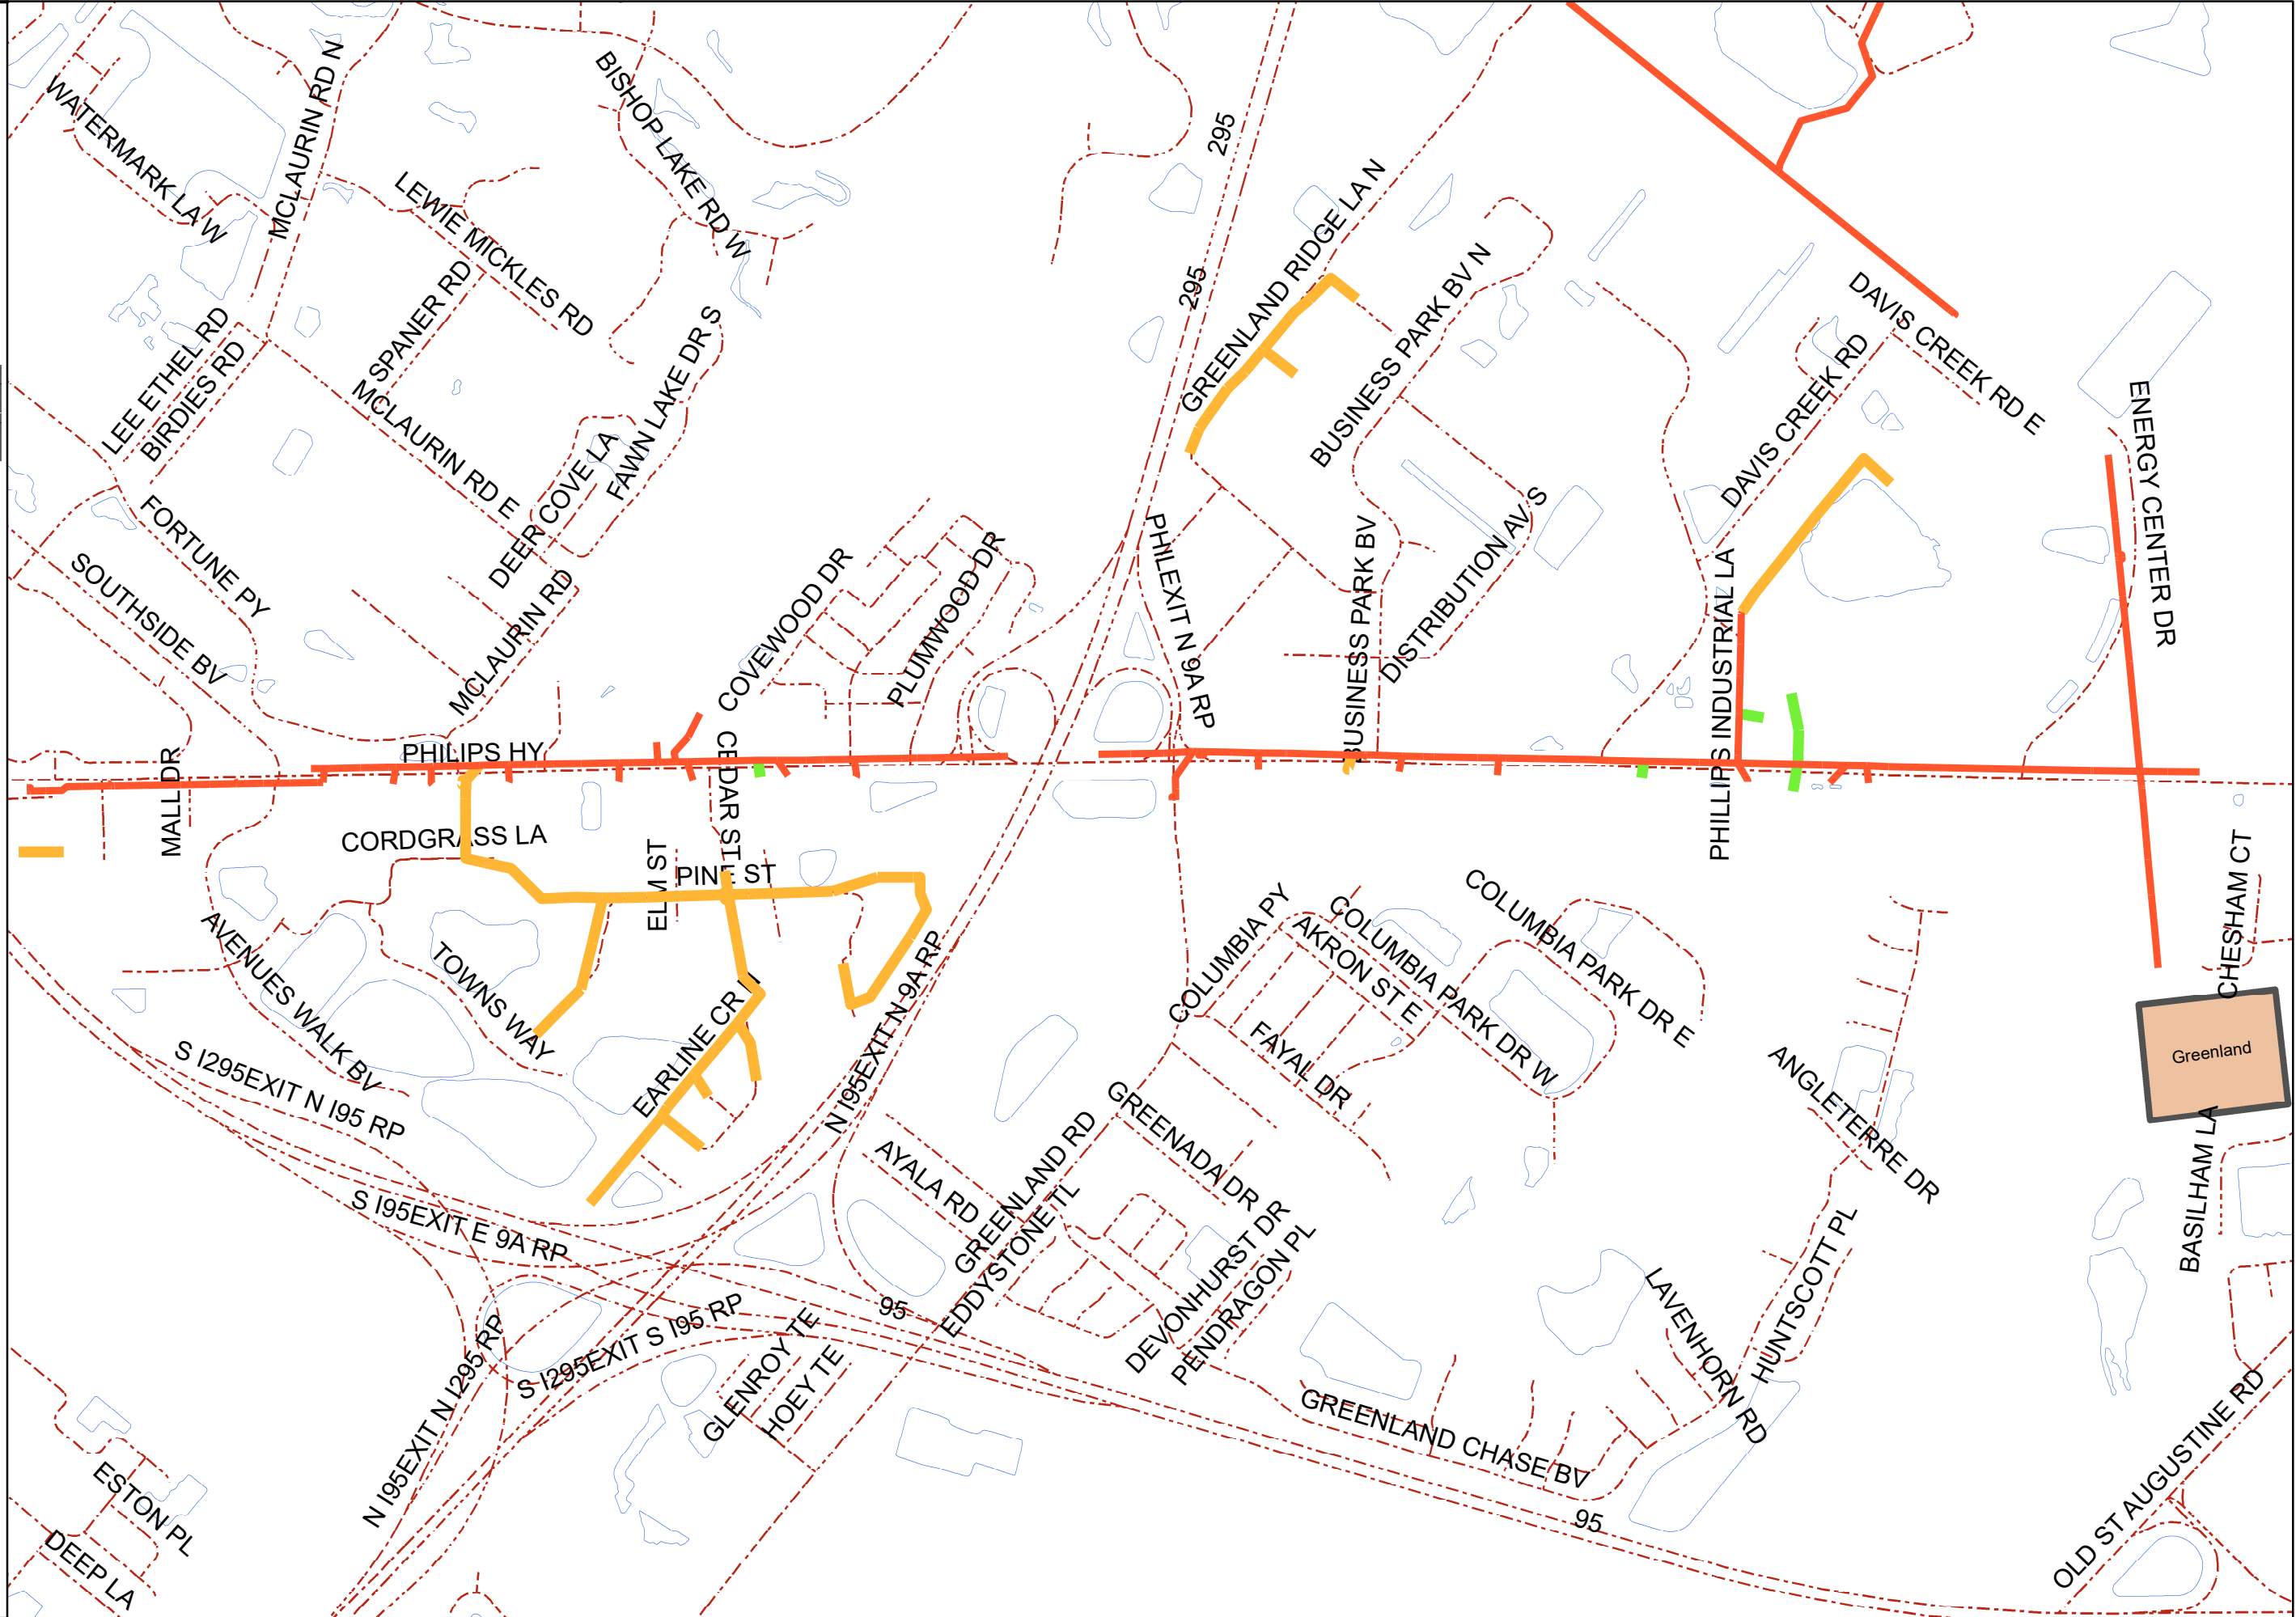 WATERMARK LA W
MCLAURIN RD N
BISHOP LAKE RD W
295
LEWIE MICKLES RD
GREENLAND RIDGE LA N
SPANER RD
295
BUSINESS PARK BV N
DAVIS CREEK RD E
LEE ETHEL RD
BIRDIES RD
MCLAURIN RD E
FAWN LAKE DR S
DEER COVE LA
DAVIS CREEK RD
ENERGY CENTER DR
FORTUNE PY
SOUTHSIDE BV
MCLAURIN RD
COVEWOOD DR
PLUMWOOD DR
PHILEXIT N 9A RP
BUSINESS PARK BV
DISTRIBUTION AV S
PHILLIPS INDUSTRIAL LA
PHILIPS HY
MALL DR
CEDAR ST
CORDGRASS LA
ELM ST
PINE ST
CHESHAM CT
AVENUES WALK BV
TOWNS WAY
EARLINE CR N
N I95EXIT N 9A RP
COLUMBIA PY
AKRON ST E
COLUMBIA PARK DR W
COLUMBIA PARK DR E
FAYAL DR
Greenland
S I295EXIT N I95 RP
ANGLETERRE DR
GREENADA DR
AYALA RD
GREENLAND RD
EDDYSTONE TL
BASILHAM LA
S I95EXIT E 9A RP
DEVONHURST DR
PENDRAGON PL
HUNTSCOTT PL
LAVENHORN RD
95
N I95EXIT N I295 RP
S I295EXIT S I95 RP
GLENROY TE
HOEY TE
GREENLAND CHASE BV
95
OLD ST AUGUSTINE RD
ESTON PL
DEEP LA